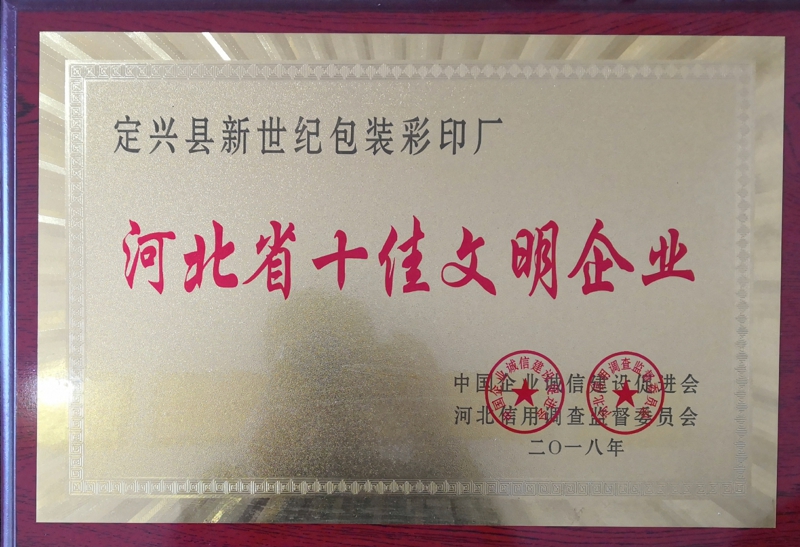 定兴县新世纪包装彩印厂
河北省十佳文明企业
中国企业诚信建设促进会
河北信用调查监督委员会
二〇一八年